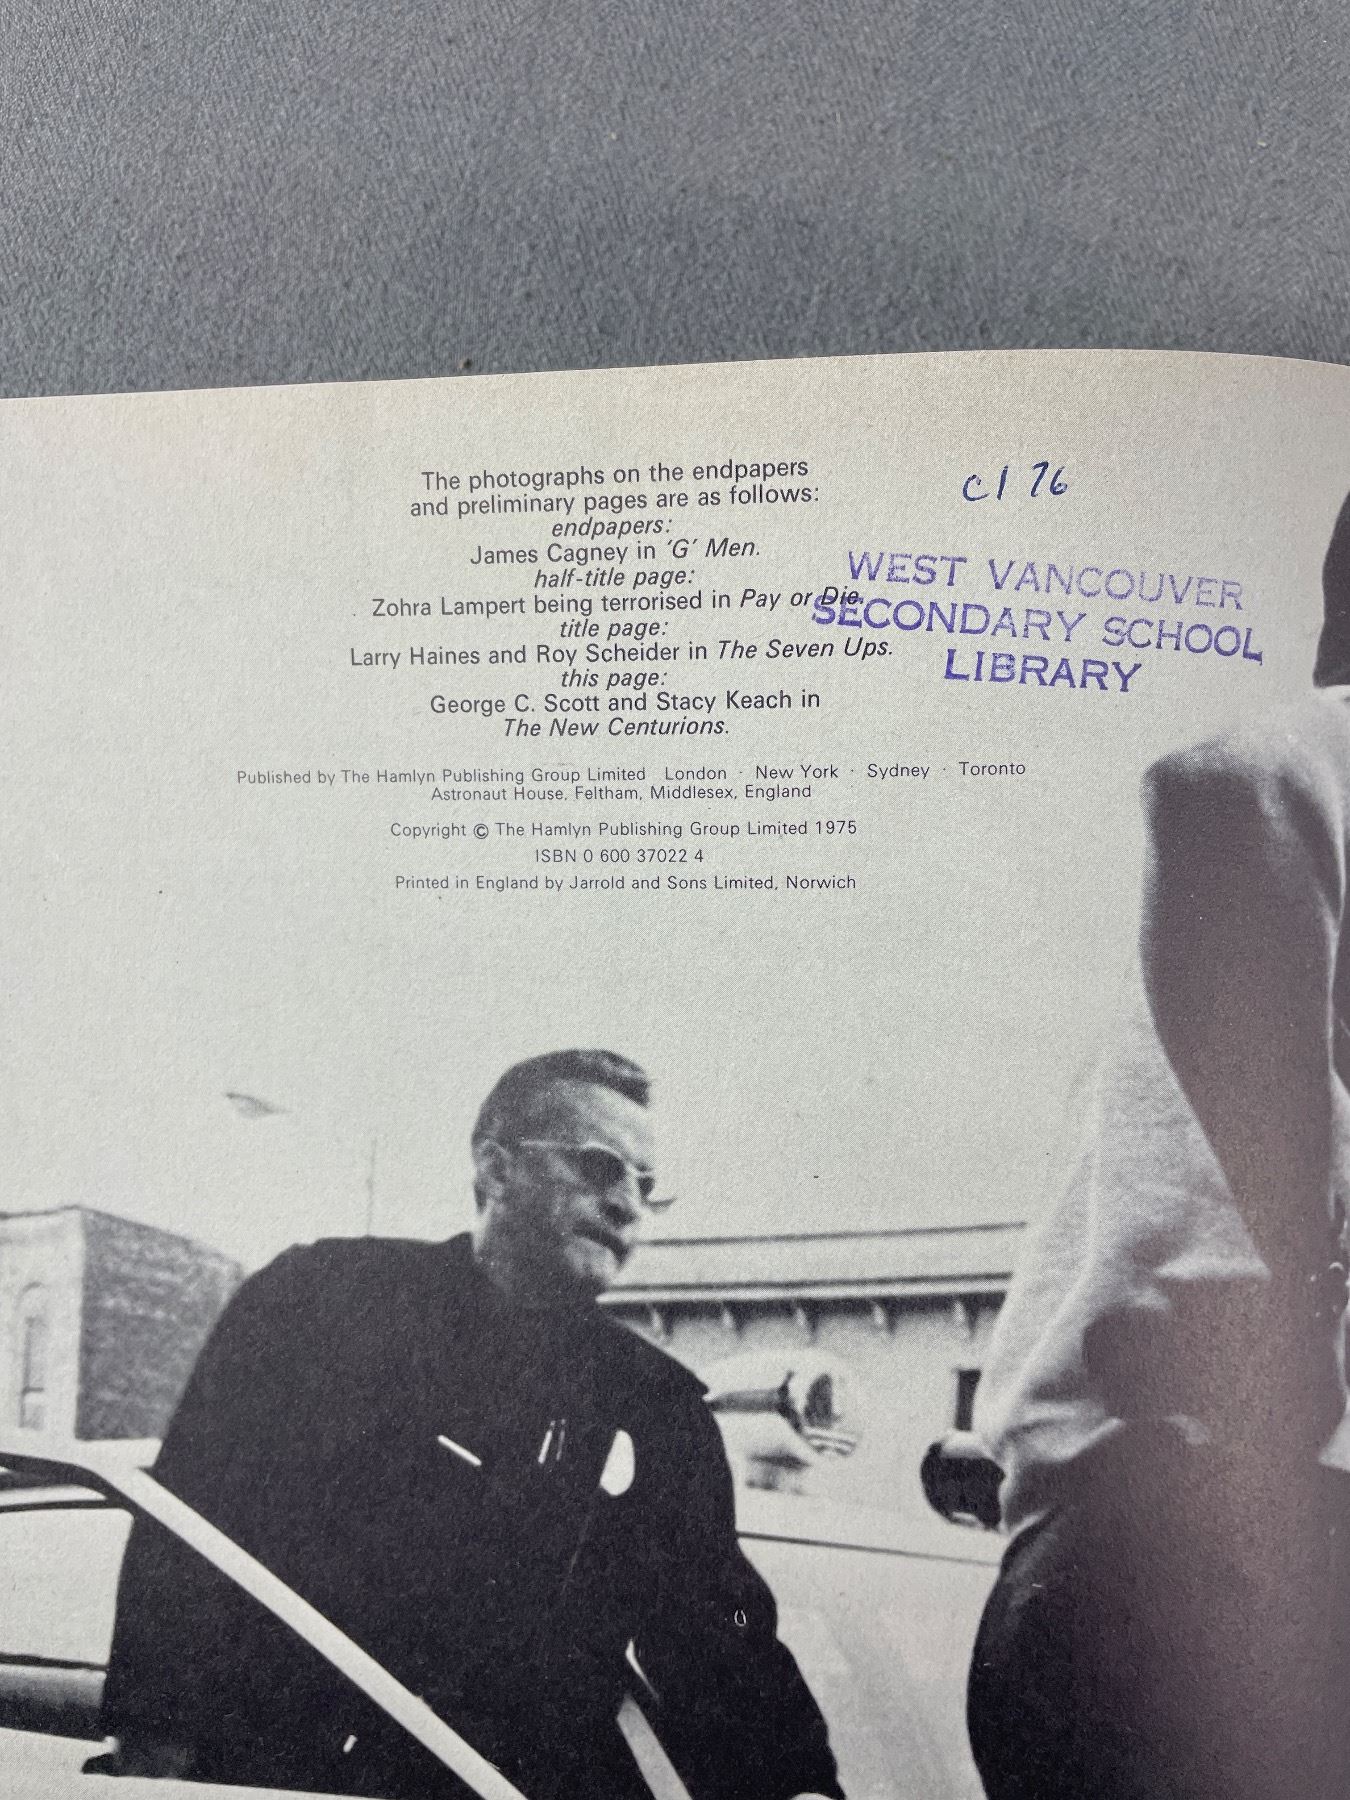 The photographs on the endpapers
and preliminary pages are as follows:
endpapers:
James Cagney in ‘G’ Men.
half-title page:
Zohra Lampert being terrorised in Pay or Die.
title page:
Larry Haines and Roy Scheider in The Seven Ups.
this page:
George C. Scott and Stacy Keach in
The New Centurions.
C1 76
WEST VANCOUVER
SECONDARY SCHOOL
LIBRARY
Published by The Hamlyn Publishing Group Limited London · New York · Sydney · Toronto
Astronaut House, Feltham, Middlesex, England
Copyright © The Hamlyn Publishing Group Limited 1975
ISBN 0 600 37022 4
Printed in England by Jarrold and Sons Limited, Norwich